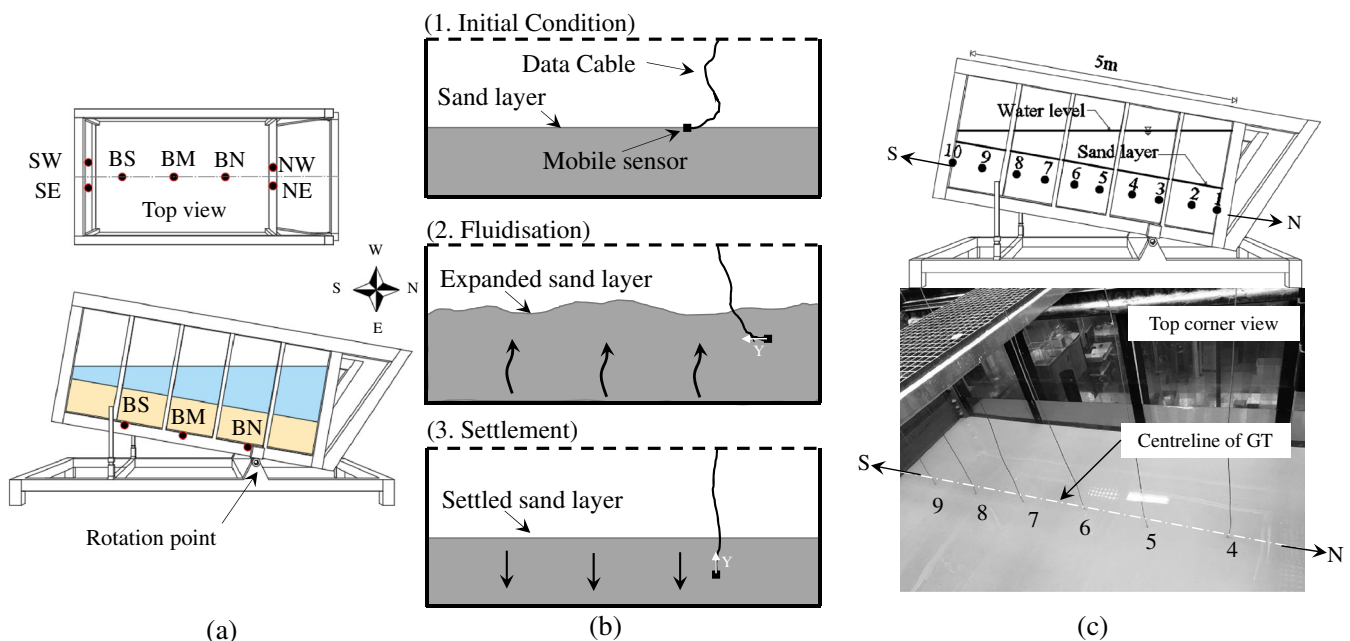 SW
SE
BS
BM
BN
NW
NE
Top view
W
S
N
E
BS
BM
BN
Rotation point
(a)
(1. Initial Condition)
Data Cable
Sand layer
Mobile sensor
(2. Fluidisation)
Expanded sand layer
Y
(3. Settlement)
Settled sand layer
Y
(b)
5m
Water level
Sand layer
S
10
9
8
7
6
5
4
3
2
1
N
Top corner view
Centreline of GT
S
9
8
7
6
5
4
N
(c)